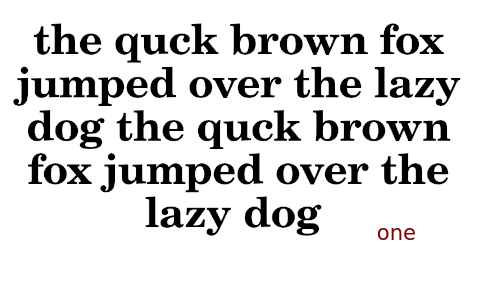 the quck brown fox
jumped over the lazy
dog the quck brown
fox jumped over the
lazy dog
one